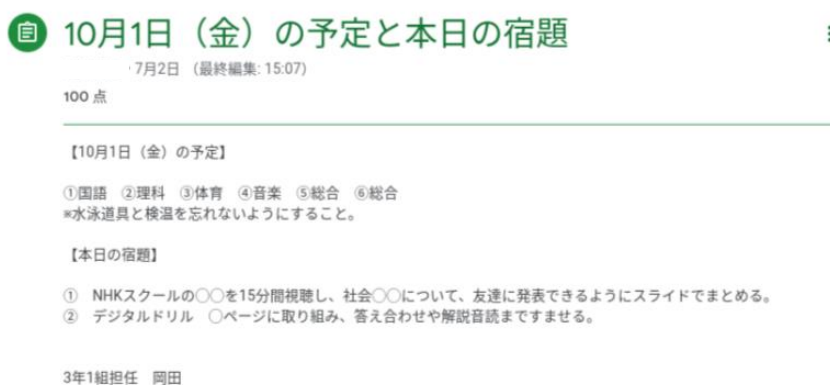 10月1日（金）の予定と本日の宿題
7月2日 （最終編集: 15:07）
100 点
【10月1日（金）の予定】
①国語　②理科　③体育　④音楽　⑤総合　⑥総合
※水泳道具と検温を忘れないようにすること。
【本日の宿題】
①　NHKスクールの○○を15分間視聴し、社会○○について、友達に発表できるようにスライドでまとめる。
②　デジタルドリル　○ページに取り組み、答え合わせや解説音読まですませる。
3年1組担任　岡田